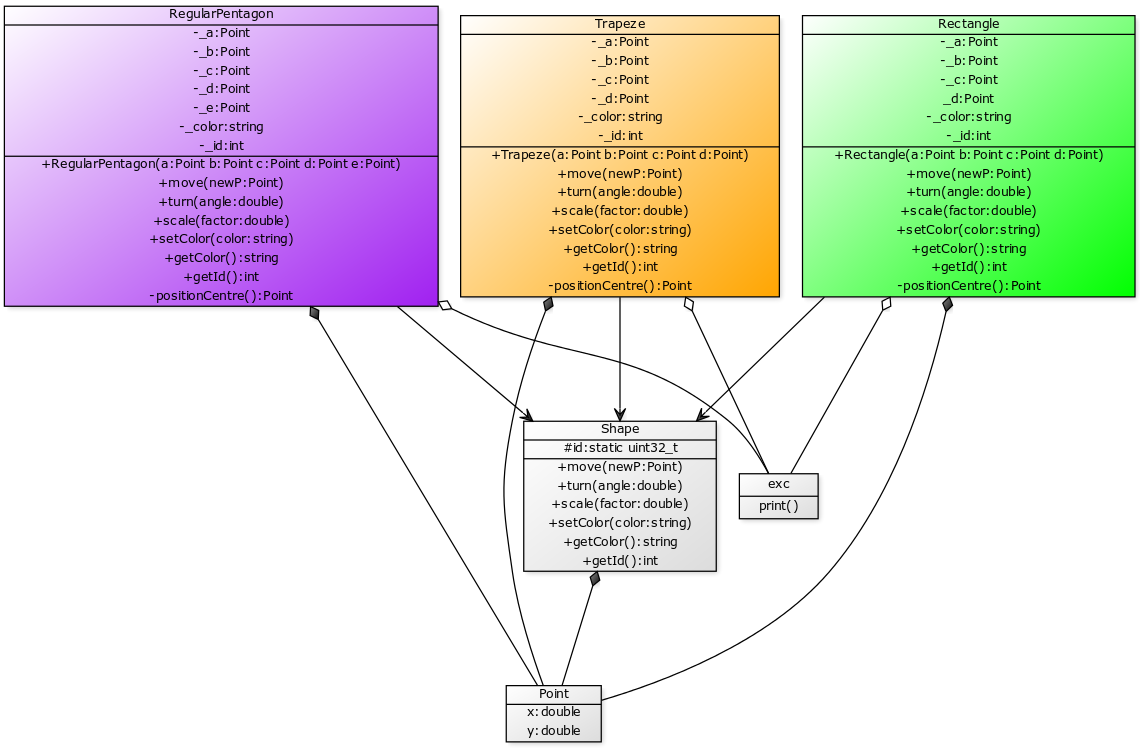 RegularPentagon
-_a:Point
-_b:Point
-_c:Point
-_d:Point
-_e:Point
-_color:string
-_id:int
+RegularPentagon(a:Point b:Point c:Point d:Point e:Point)
+move(newP:Point)
+turn(angle:double)
+scale(factor:double)
+setColor(color:string)
+getColor():string
+getId():int
-positionCentre():Point
Trapeze
-_a:Point
-_b:Point
-_c:Point
-_d:Point
-_color:string
-_id:int
+Trapeze(a:Point b:Point c:Point d:Point)
+move(newP:Point)
+turn(angle:double)
+scale(factor:double)
+setColor(color:string)
+getColor():string
+getId():int
-positionCentre():Point
Rectangle
-_a:Point
-_b:Point
-_c:Point
_d:Point
-_color:string
-_id:int
+Rectangle(a:Point b:Point c:Point d:Point)
+move(newP:Point)
+turn(angle:double)
+scale(factor:double)
+setColor(color:string)
+getColor():string
+getId():int
-positionCentre():Point
Shape
#id:static uint32_t
+move(newP:Point)
+turn(angle:double)
+scale(factor:double)
+setColor(color:string)
+getColor():string
+getId():int
exc
print()
Point
x:double
y:double